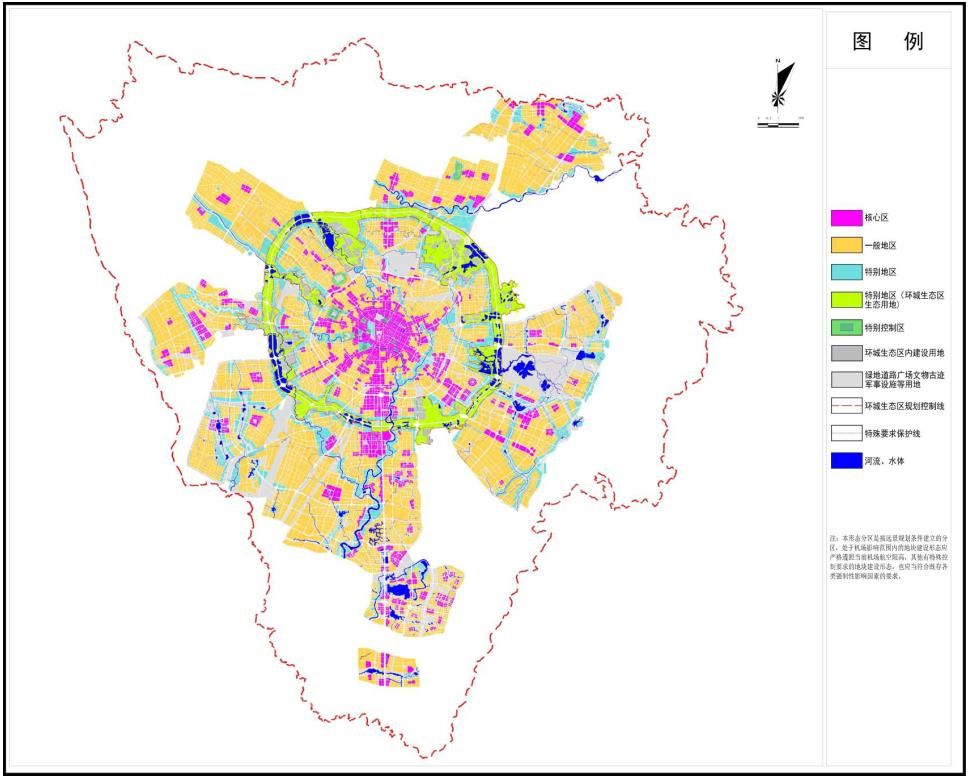 图 例
N
核心区
一般地区
特别地区
特别地区（环城生态区
生态用地）
特别控制区
环城生态区内建设用地
绿地道路广场文物古迹
军事设施等用地
环城生态区规划控制线
特殊要求保护线
河流、水体
注：本形态分区是按远景规划条件建立的分
区，处于机场影响范围内的地块建设形态应
严格遵照当前机场航空限高，其他有特殊控
制要求的地块建设形态，也应当符合既存各
类强制性影响因素的要求。